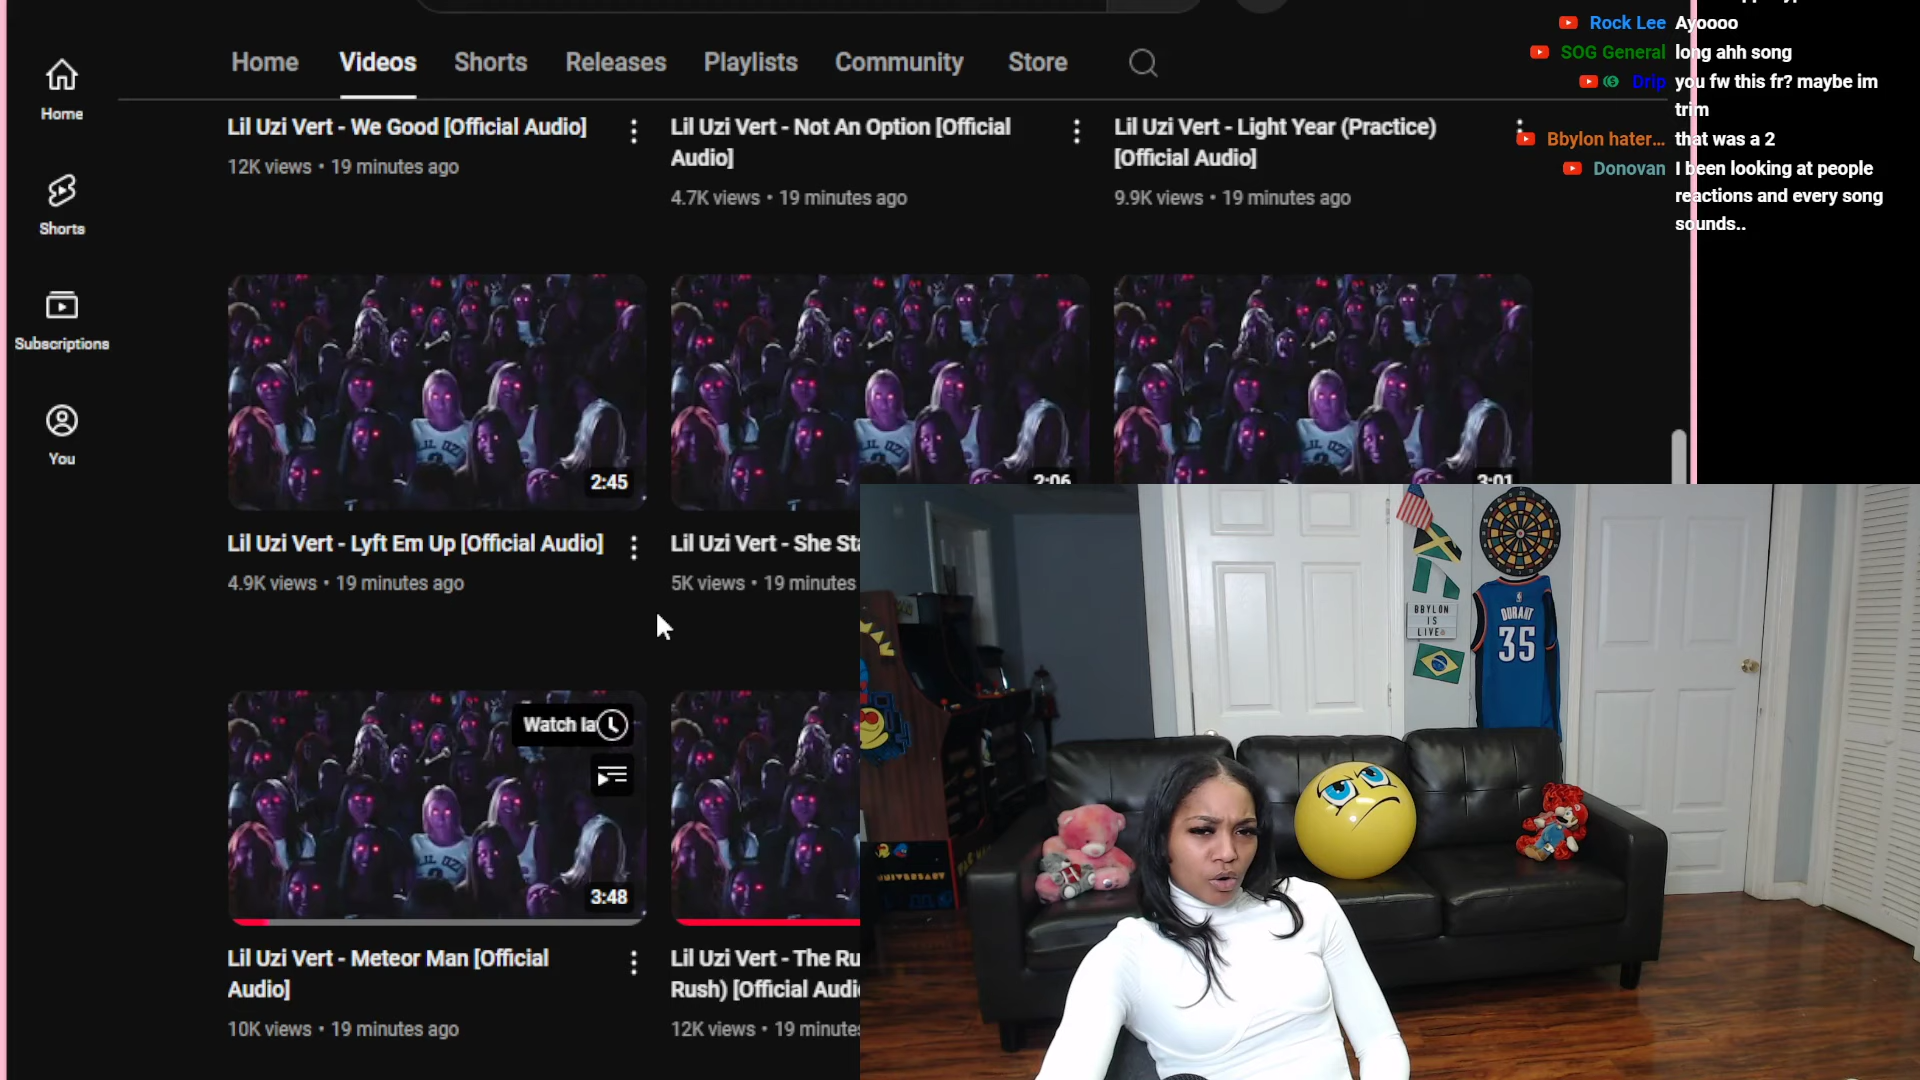 Home
Videos
Shorts
Releases
Playlists
Community
Store
Home
Shorts
Subscriptions
You
Lil Uzi Vert - We Good [Official Audio]
12K views • 19 minutes ago
Lil Uzi Vert - Not An Option [Official
Audio]
4.7K views • 19 minutes ago
Lil Uzi Vert - Light Year (Practice)
[Official Audio]
9.9K views • 19 minutes ago
2:45
2:06
3:01
Lil Uzi Vert - Lyft Em Up [Official Audio]
4.9K views • 19 minutes ago
Lil Uzi Vert - She
5K views • 19 minutes
Watch
3:48
Lil Uzi Vert - Meteor Man [Official
Audio]
10K views • 19 minutes ago
Lil Uzi Vert - The
Rush) [Official
12K views • 19 minutes
Rock Lee Ayoooo
SOG General long ahh song
Drip you fw this fr? maybe im
trim
Bbylon hater... that was a 2
Donovan I been looking at people
reactions and every song
sounds..
BBYLON
IS
LIVE
DURANT
35